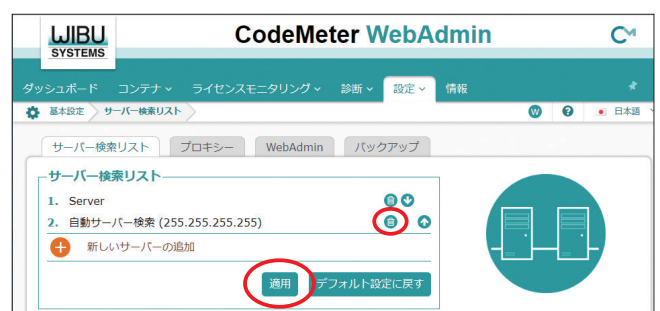 WIBU
SYSTEMS
CodeMeter WebAdmin
ダッシュボード コンテナ ライセンスモニタリング 診断 設定 情報
基本設定 サーバー検索リスト W ? 日本語
サーバー検索リスト プロキシー WebAdmin バックアップ
サーバー検索リスト
1. Server
2. 自動サーバー検索 (255.255.255.255)
+ 新しいサーバーの追加
適用 デフォルト設定に戻す